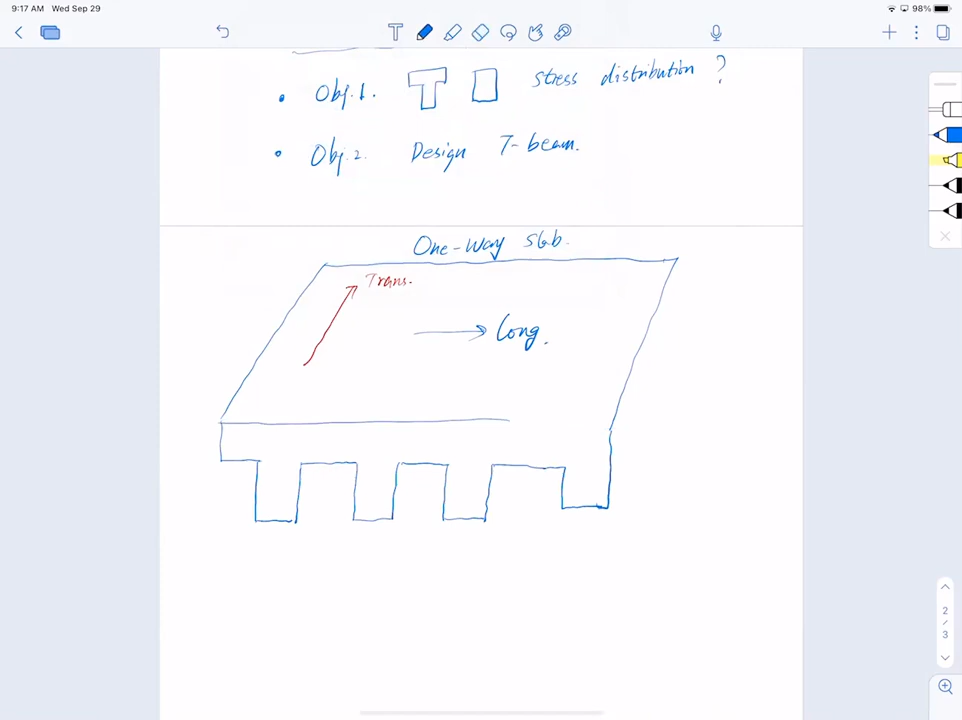 9:17 AM Wed Sep 29
98%
• Obj.1. stress distribution ?
• Obj.2. Design T-beam.
One-Way Slab.
Trans.
Long.
2
/
3